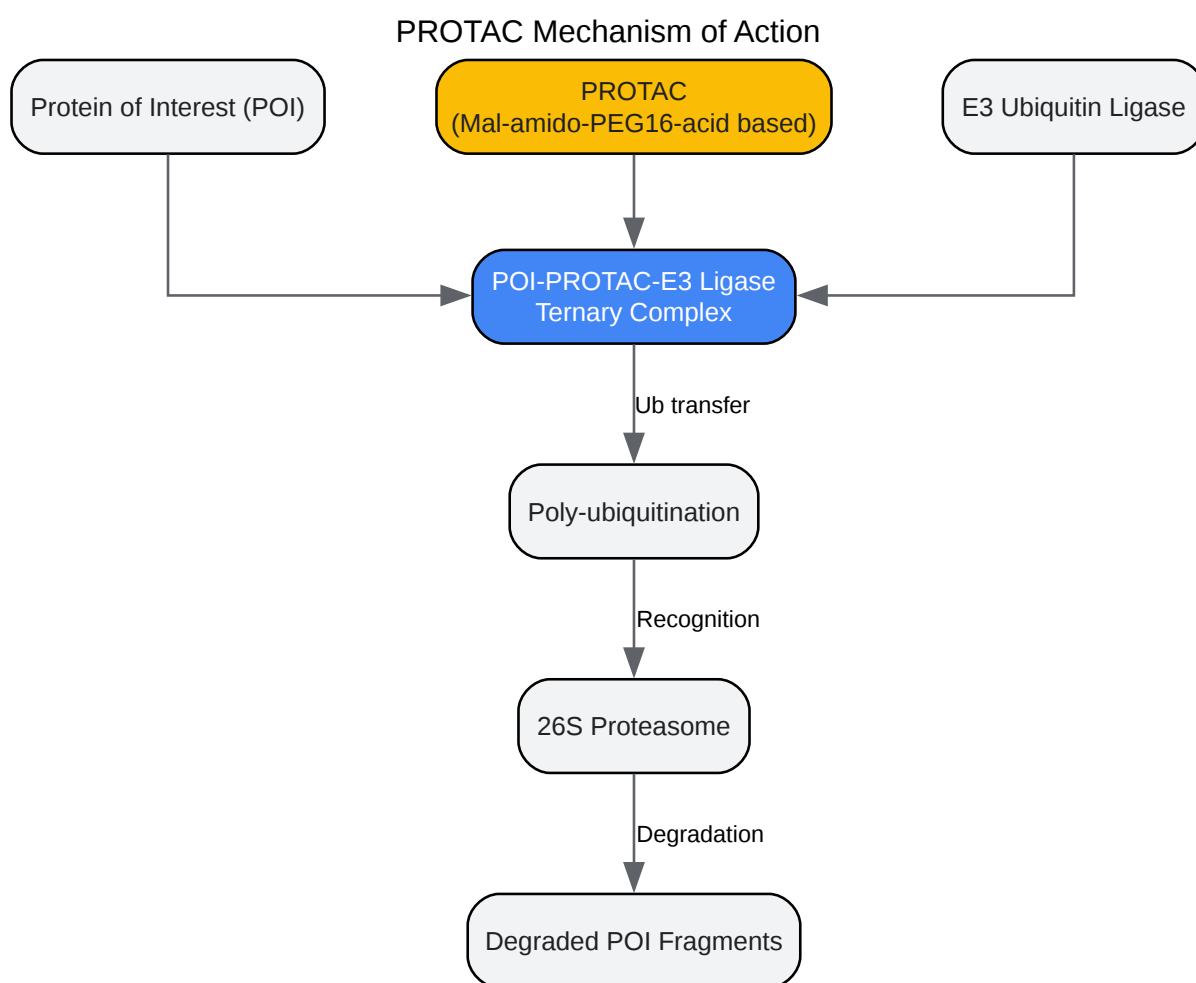 PROTAC Mechanism of Action
Protein of Interest (POI)
PROTAC
(Mal-amido-PEG16-acid based)
E3 Ubiquitin Ligase
POI-PROTAC-E3 Ligase
Ternary Complex
Ub transfer
Poly-ubiquitination
Recognition
26S Proteasome
Degradation
Degraded POI Fragments